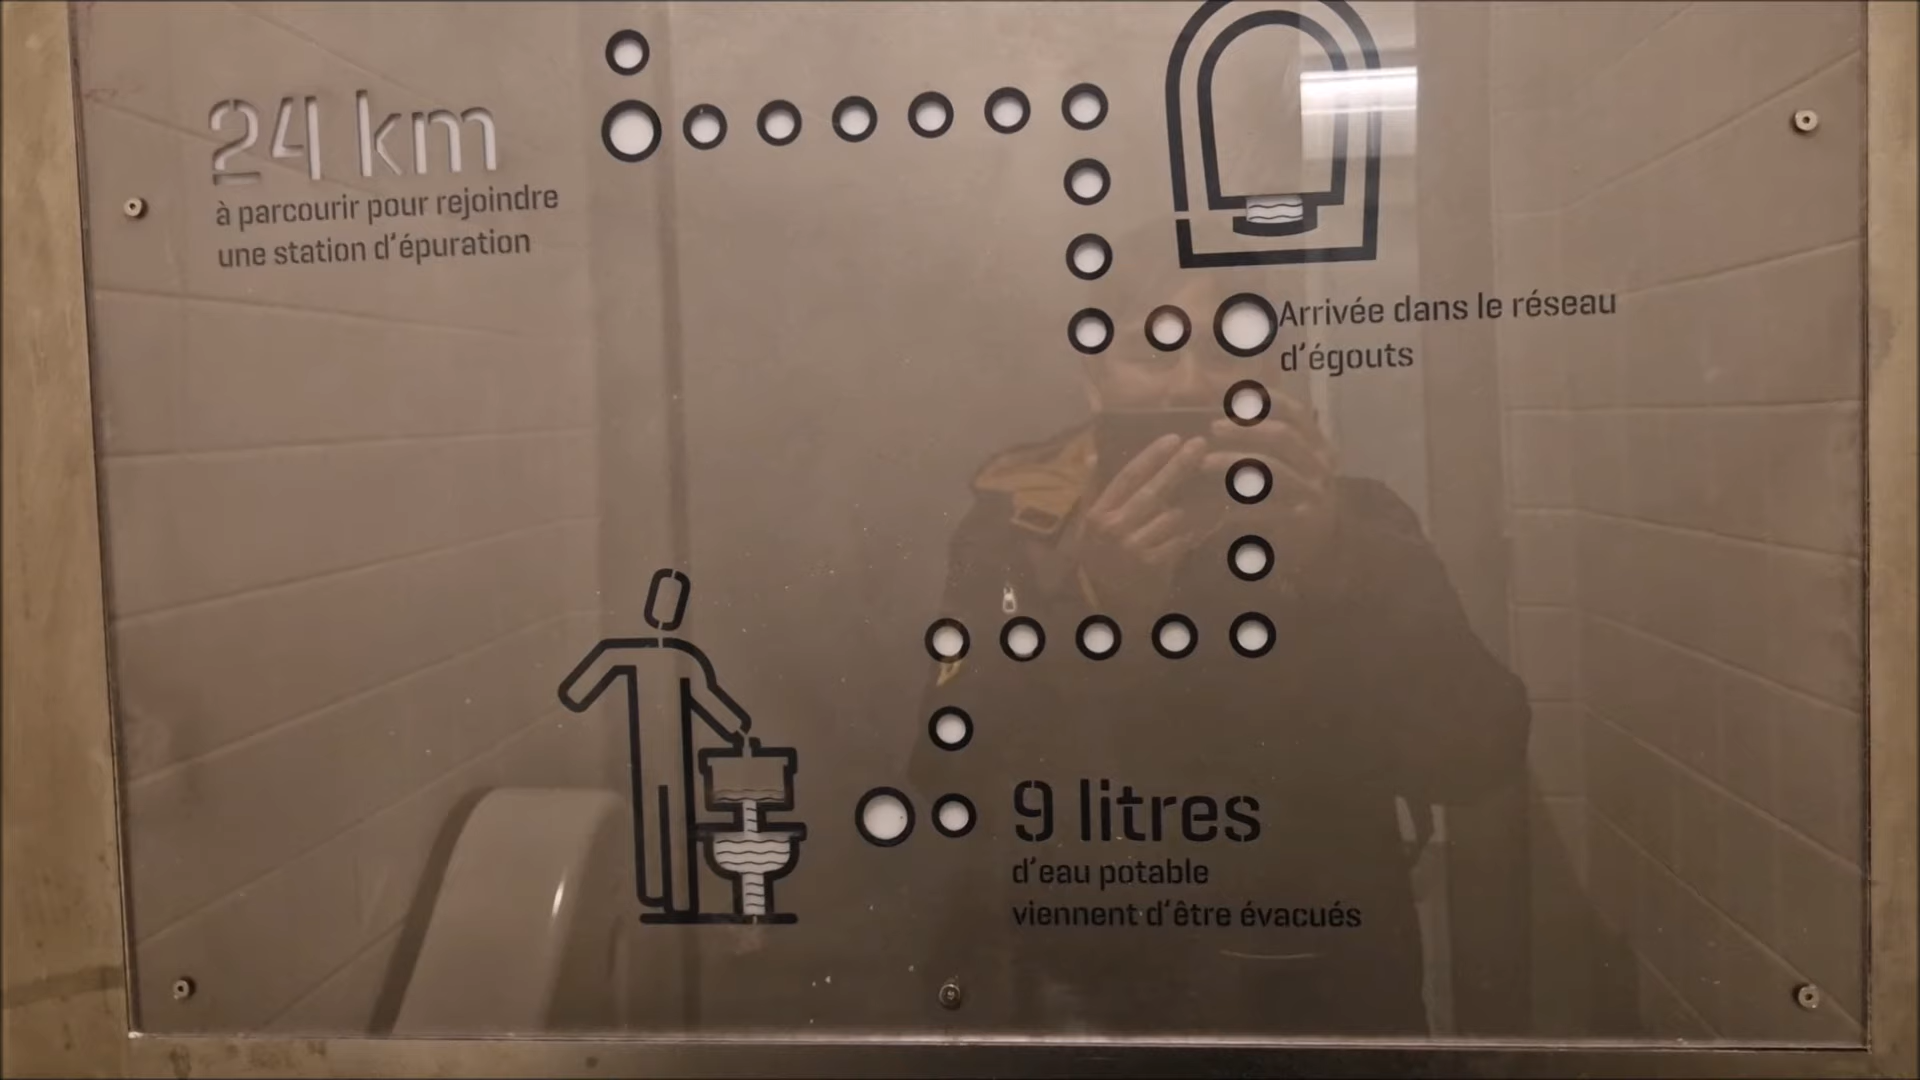 24 km
à parcourir pour rejoindre
une station d'épuration
Arrivée dans le réseau
d'égouts
9 litres
d'eau potable
viennent d'être évacués